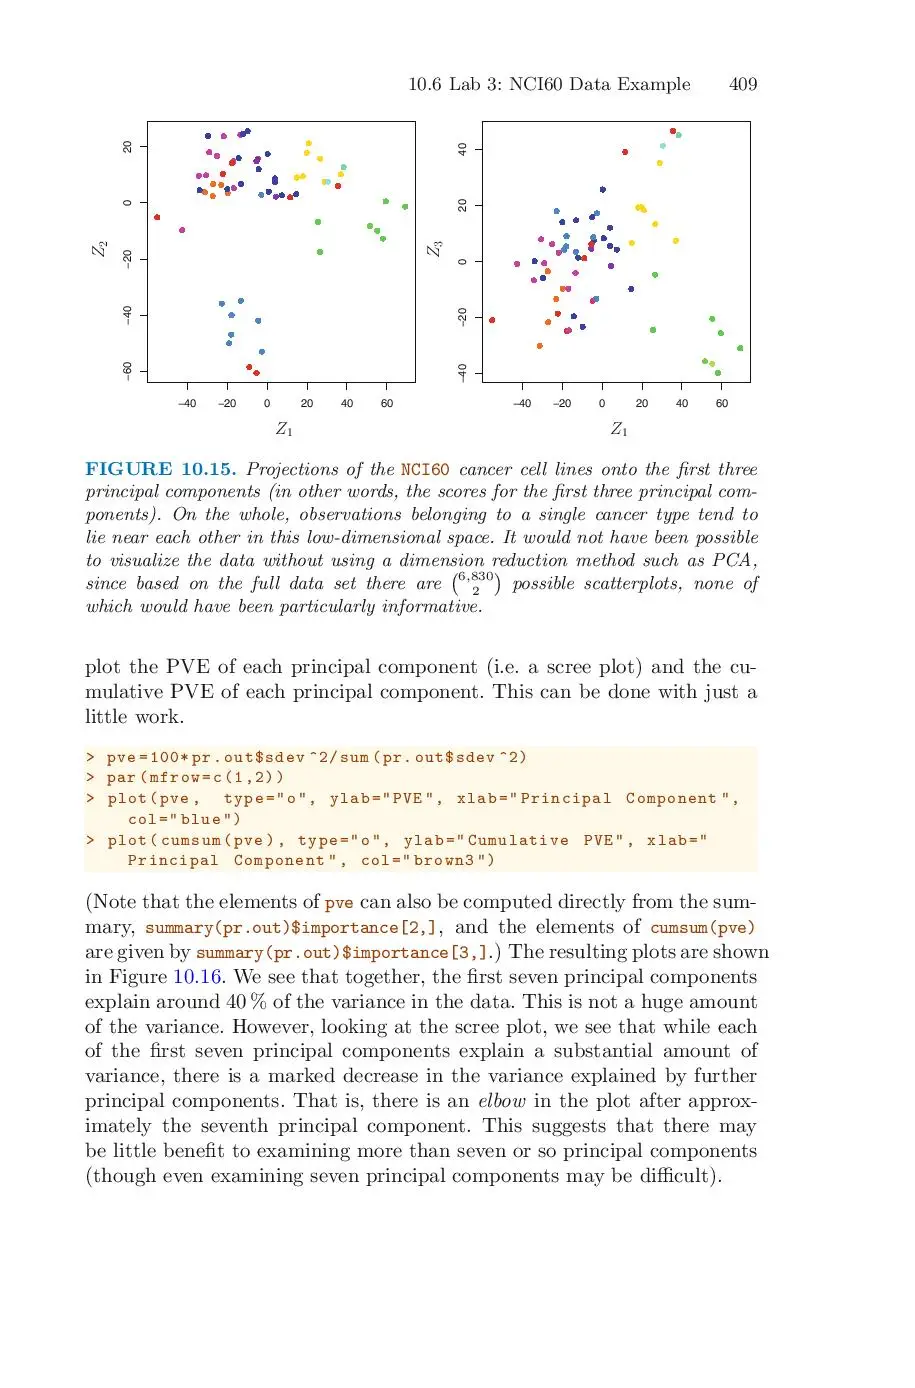 10.6 Lab 3: NCI60 Data Example 409
20
0
−20
−40
−60
Z2
−40 −20 0 20 40 60
Z1
40
20
0
−20
−40
Z3
−40 −20 0 20 40 60
Z1
FIGURE 10.15. Projections of the NCI60 cancer cell lines onto the first three
principal components (in other words, the scores for the first three principal com-
ponents). On the whole, observations belonging to a single cancer type tend to
lie near each other in this low-dimensional space. It would not have been possible
to visualize the data without using a dimension reduction method such as PCA,
since based on the full data set there are (6,830 2) possible scatterplots, none of
which would have been particularly informative.
plot the PVE of each principal component (i.e. a scree plot) and the cu-
mulative PVE of each principal component. This can be done with just a
little work.
> pve=100*pr.out$sdev^2/sum(pr.out$sdev^2)
> par(mfrow=c(1,2))
> plot(pve, type="o", ylab="PVE", xlab="Principal Component",
col="blue")
> plot(cumsum(pve), type="o", ylab="Cumulative PVE", xlab="
Principal Component", col="brown3")
(Note that the elements of pve can also be computed directly from the sum-
mary, summary(pr.out)$importance[2,], and the elements of cumsum(pve)
are given by summary(pr.out)$importance[3,].) The resulting plots are shown
in Figure 10.16. We see that together, the first seven principal components
explain around 40 % of the variance in the data. This is not a huge amount
of the variance. However, looking at the scree plot, we see that while each
of the first seven principal components explain a substantial amount of
variance, there is a marked decrease in the variance explained by further
principal components. That is, there is an elbow in the plot after approx-
imately the seventh principal component. This suggests that there may
be little benefit to examining more than seven or so principal components
(though even examining seven principal components may be difficult).